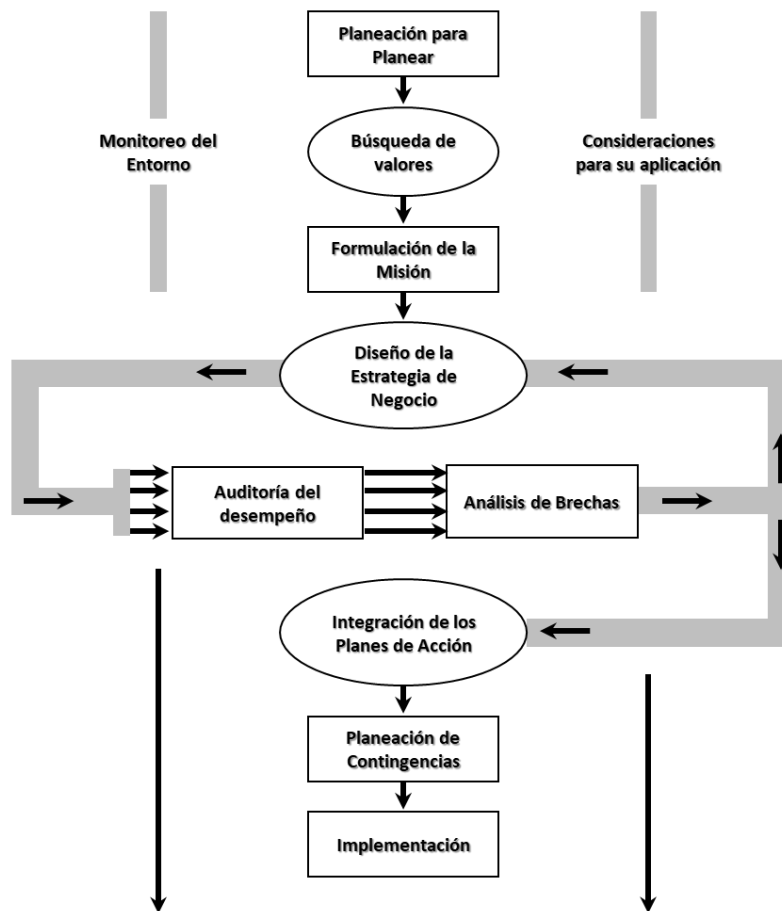 Planeación para
Planear
Monitoreo del
Entorno
Búsqueda de
valores
Consideraciones
para su aplicación
Formulación de la
Misión
Diseño de la
Estrategia de
Negocio
Auditoría del
desempeño
Análisis de Brechas
Integración de los
Planes de Acción
Planeación de
Contingencias
Implementación